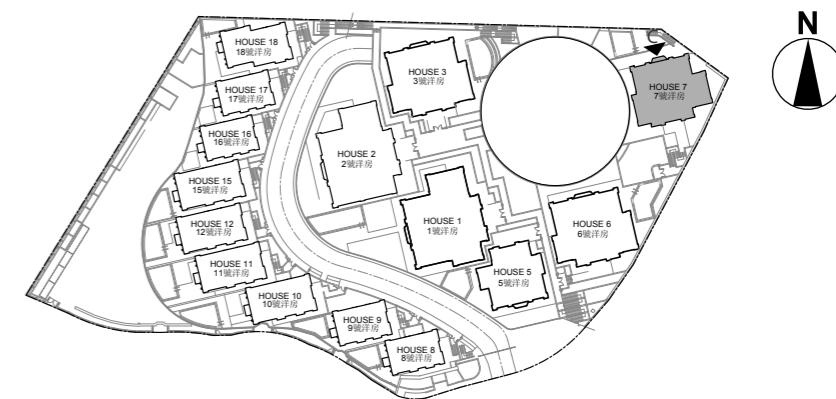 N
HOUSE 18
18號洋房
HOUSE 17
17號洋房
HOUSE 16
16號洋房
HOUSE 15
15號洋房
HOUSE 12
12號洋房
HOUSE 11
11號洋房
HOUSE 10
10號洋房
HOUSE 9
9號洋房
HOUSE 8
8號洋房
HOUSE 3
3號洋房
HOUSE 2
2號洋房
HOUSE 1
1號洋房
HOUSE 5
5號洋房
HOUSE 6
6號洋房
HOUSE 7
7號洋房